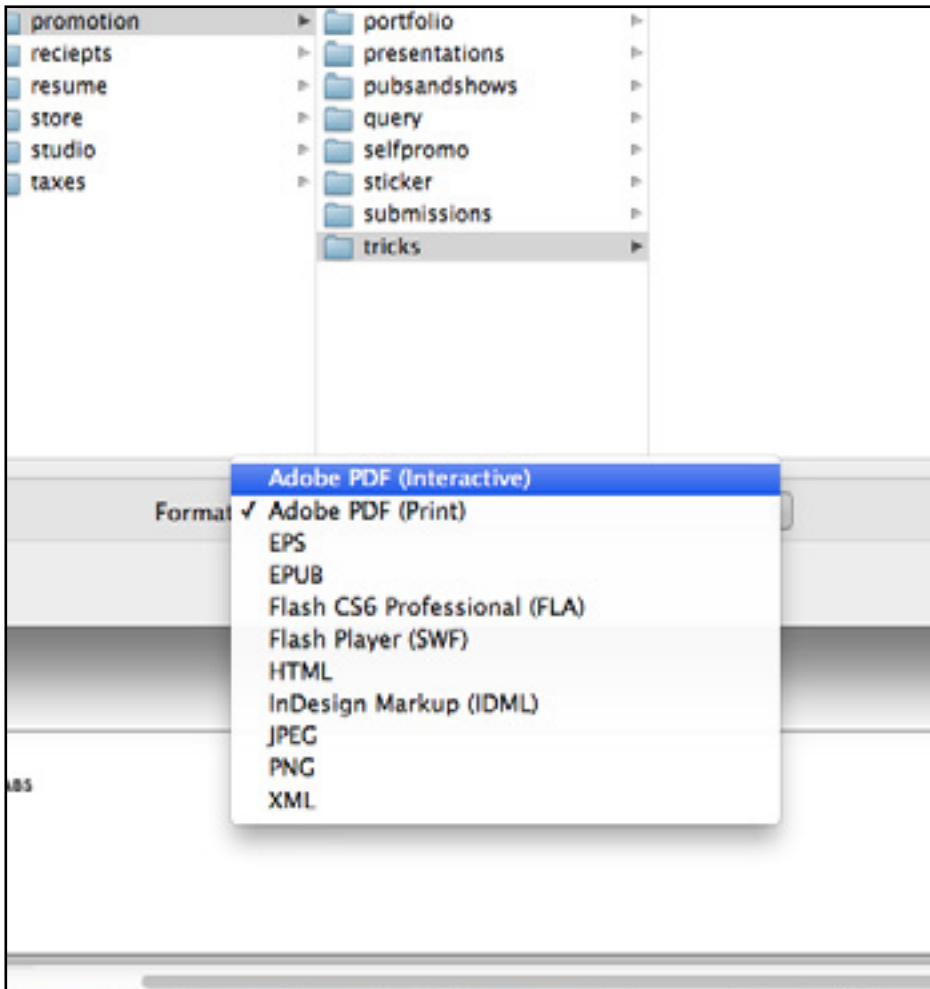 promotion
reciepts
resume
store
studio
taxes
portfolio
presentations
pubsandshows
query
selfpromo
sticker
submissions
tricks
Format
Adobe PDF (Interactive)
✓ Adobe PDF (Print)
EPS
EPUB
Flash CS6 Professional (FLA)
Flash Player (SWF)
HTML
InDesign Markup (IDML)
JPEG
PNG
XML
ABS